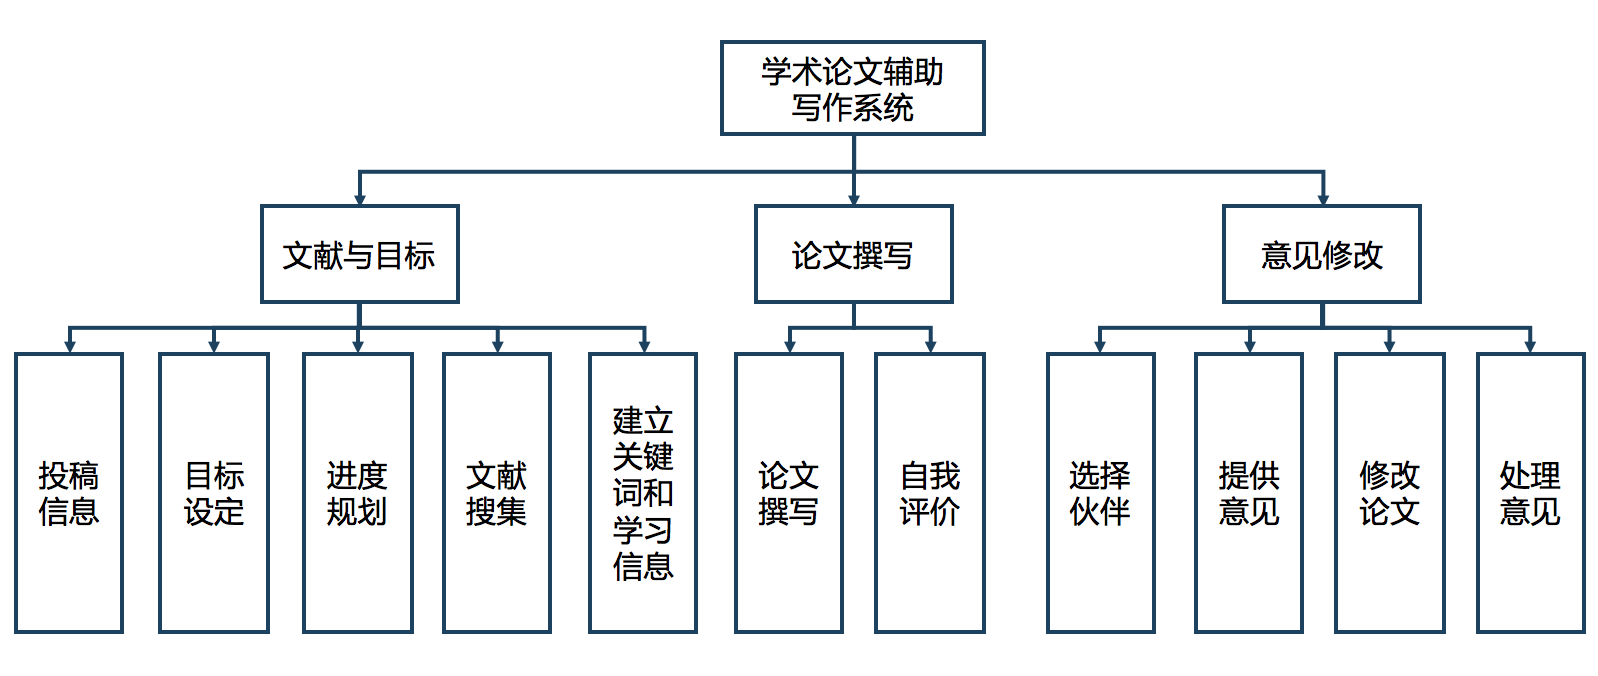 学术论文辅助
写作系统
文献与目标
论文撰写
意见修改
投稿
信息
目标
设定
进度
规划
文献
搜集
建立
关键
词和
学习
信息
论文
撰写
自我
评价
选择
伙伴
提供
意见
修改
论文
处理
意见